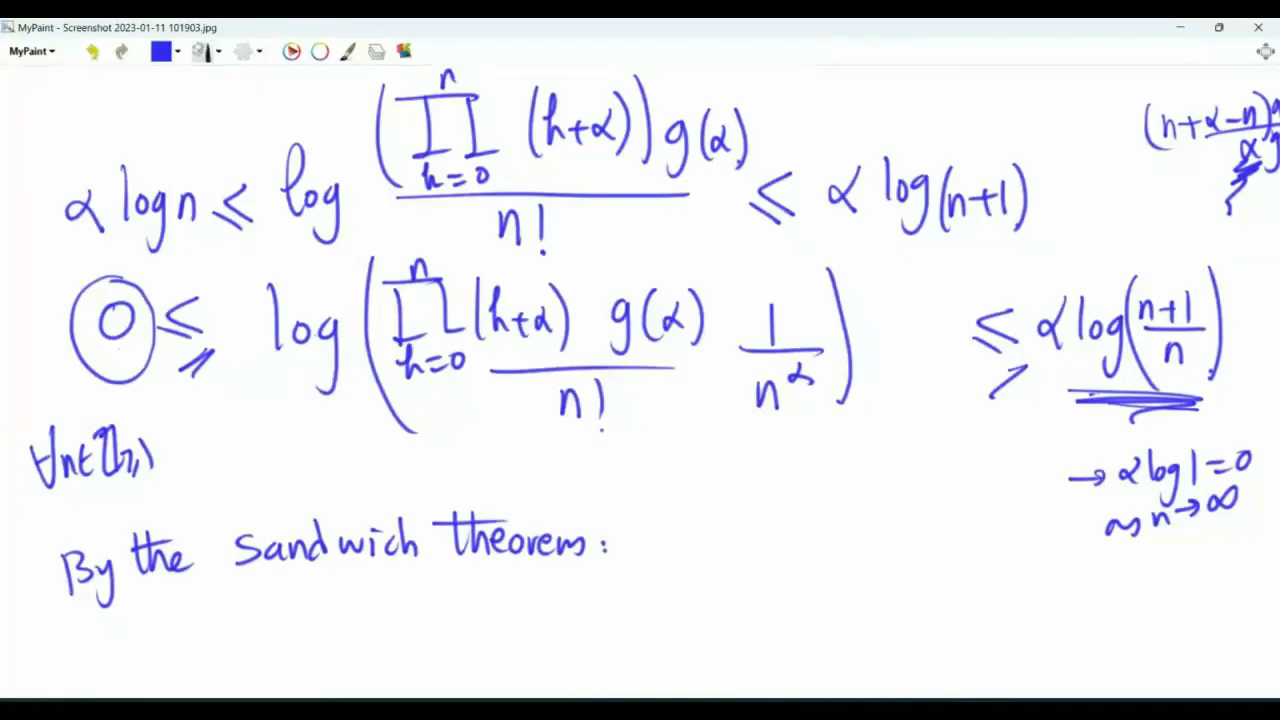 MyPaint - Screenshot 2023-01-11 101903.jpg
MyPaint
α log n ≤ log ((∏_{h=0}^{n} (h+α)) g(α)) / n! ≤ α log(n+1)
(n+α-n)
α
0 ≤ log (∏_{h=0}^{n} (h+α) g(α) / n! 1/n^α) ≤ α log((n+1)/n)
→ α log 1 = 0
as n→∞
By the sandwich theorem: